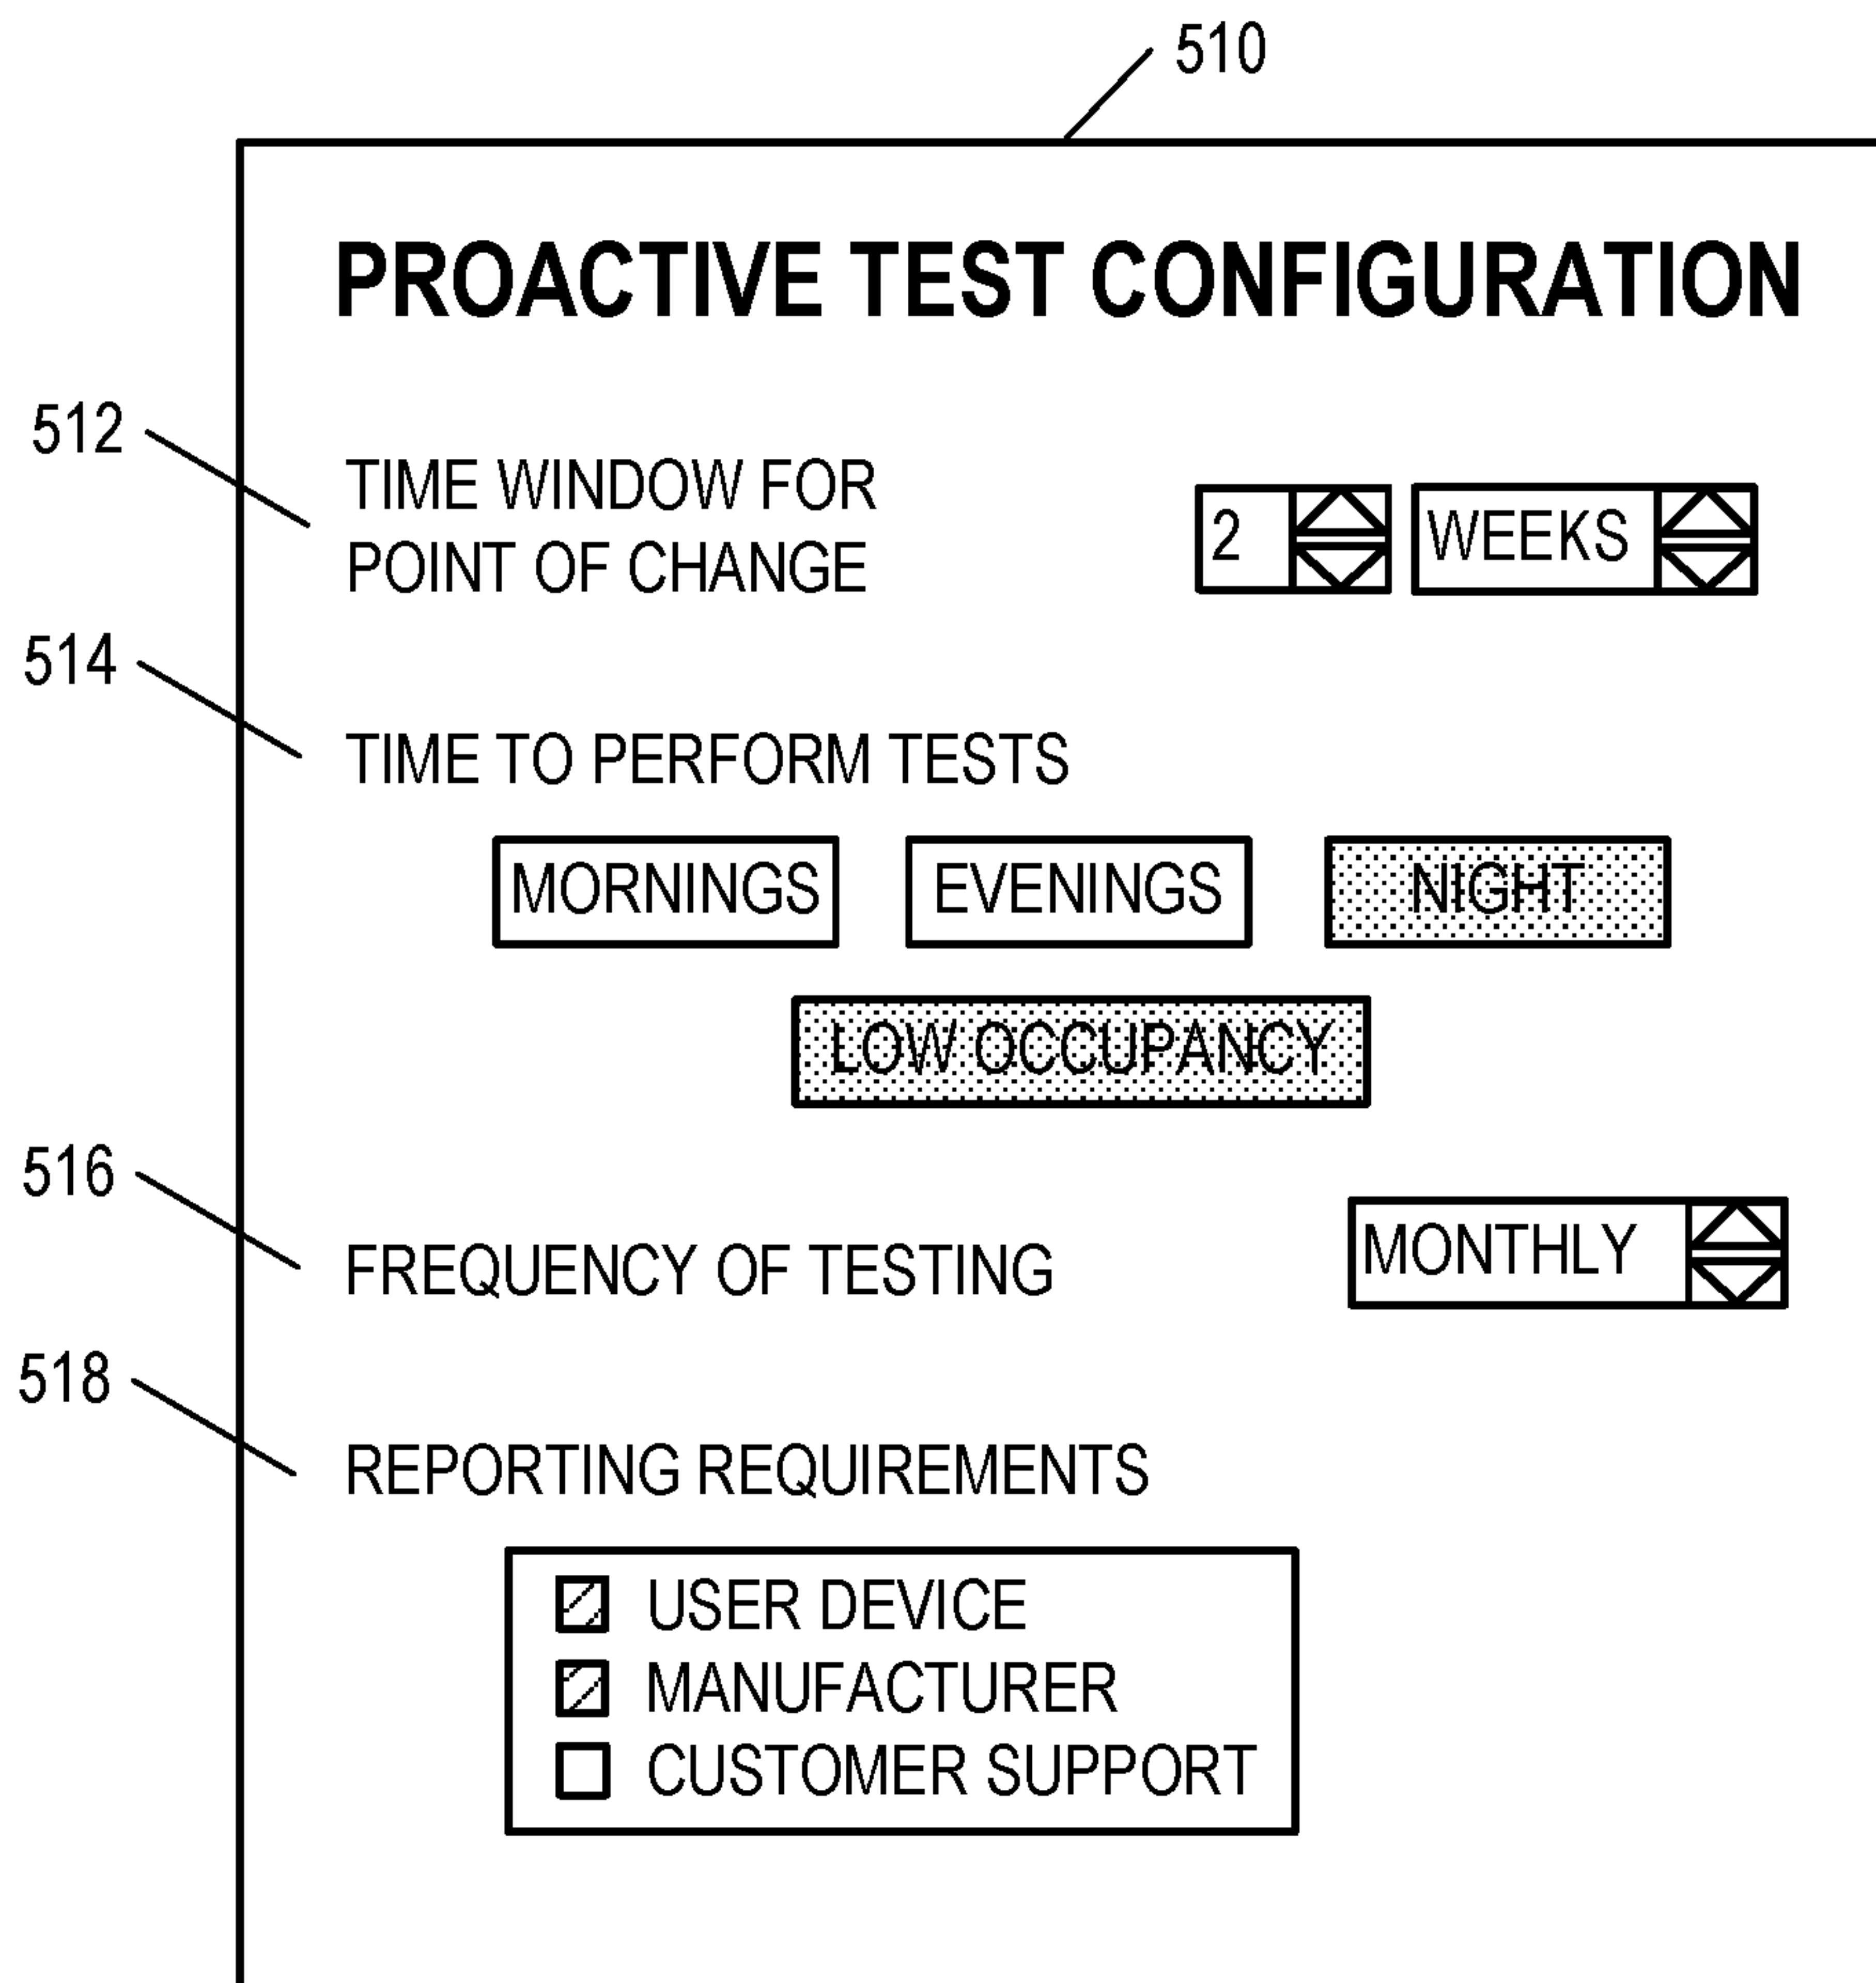 510
PROACTIVE TEST CONFIGURATION
512
TIME WINDOW FOR
POINT OF CHANGE
2
WEEKS
514
TIME TO PERFORM TESTS
MORNINGS
EVENINGS
NIGHT
LOW OCCUPANCY
516
FREQUENCY OF TESTING
MONTHLY
518
REPORTING REQUIREMENTS
USER DEVICE
MANUFACTURER
CUSTOMER SUPPORT